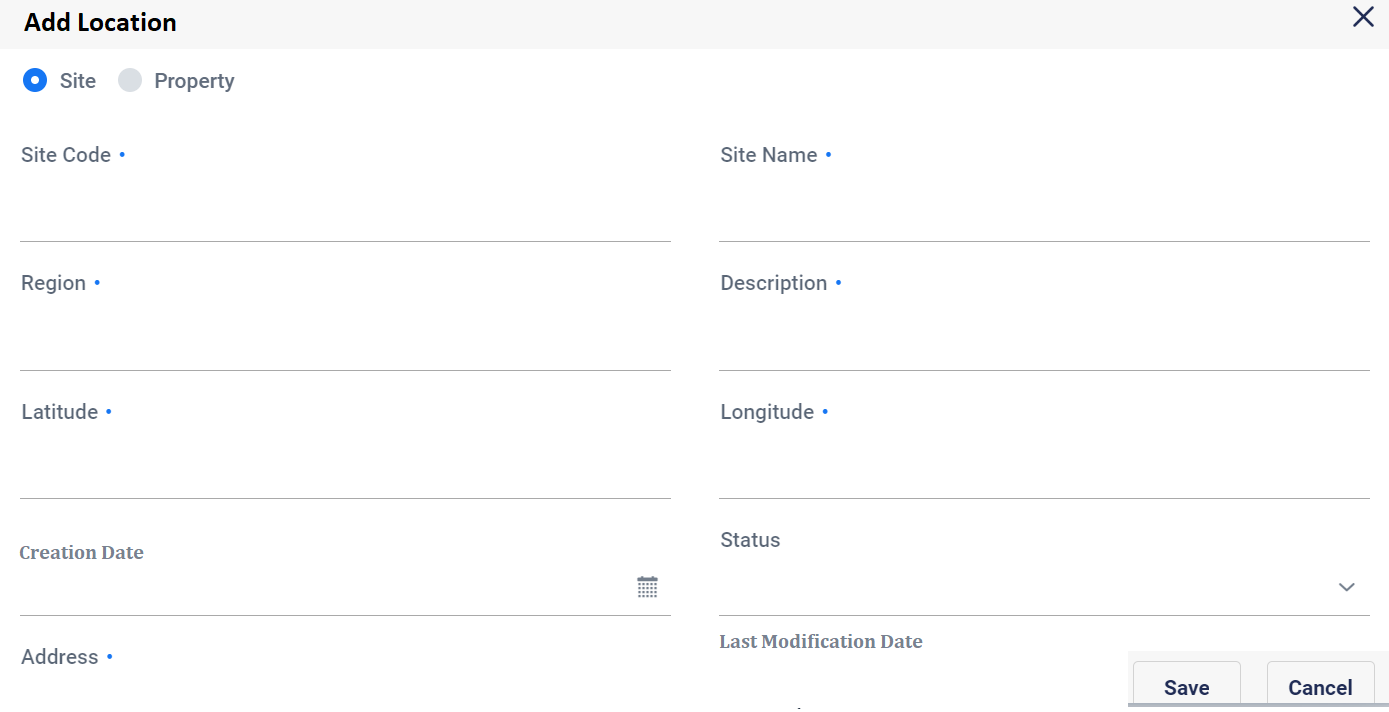 Add Location
Site Property
Site Code •
Site Name •
Region •
Description •
Latitude •
Longitude •
Creation Date
Status
Address •
Last Modification Date
Save Cancel